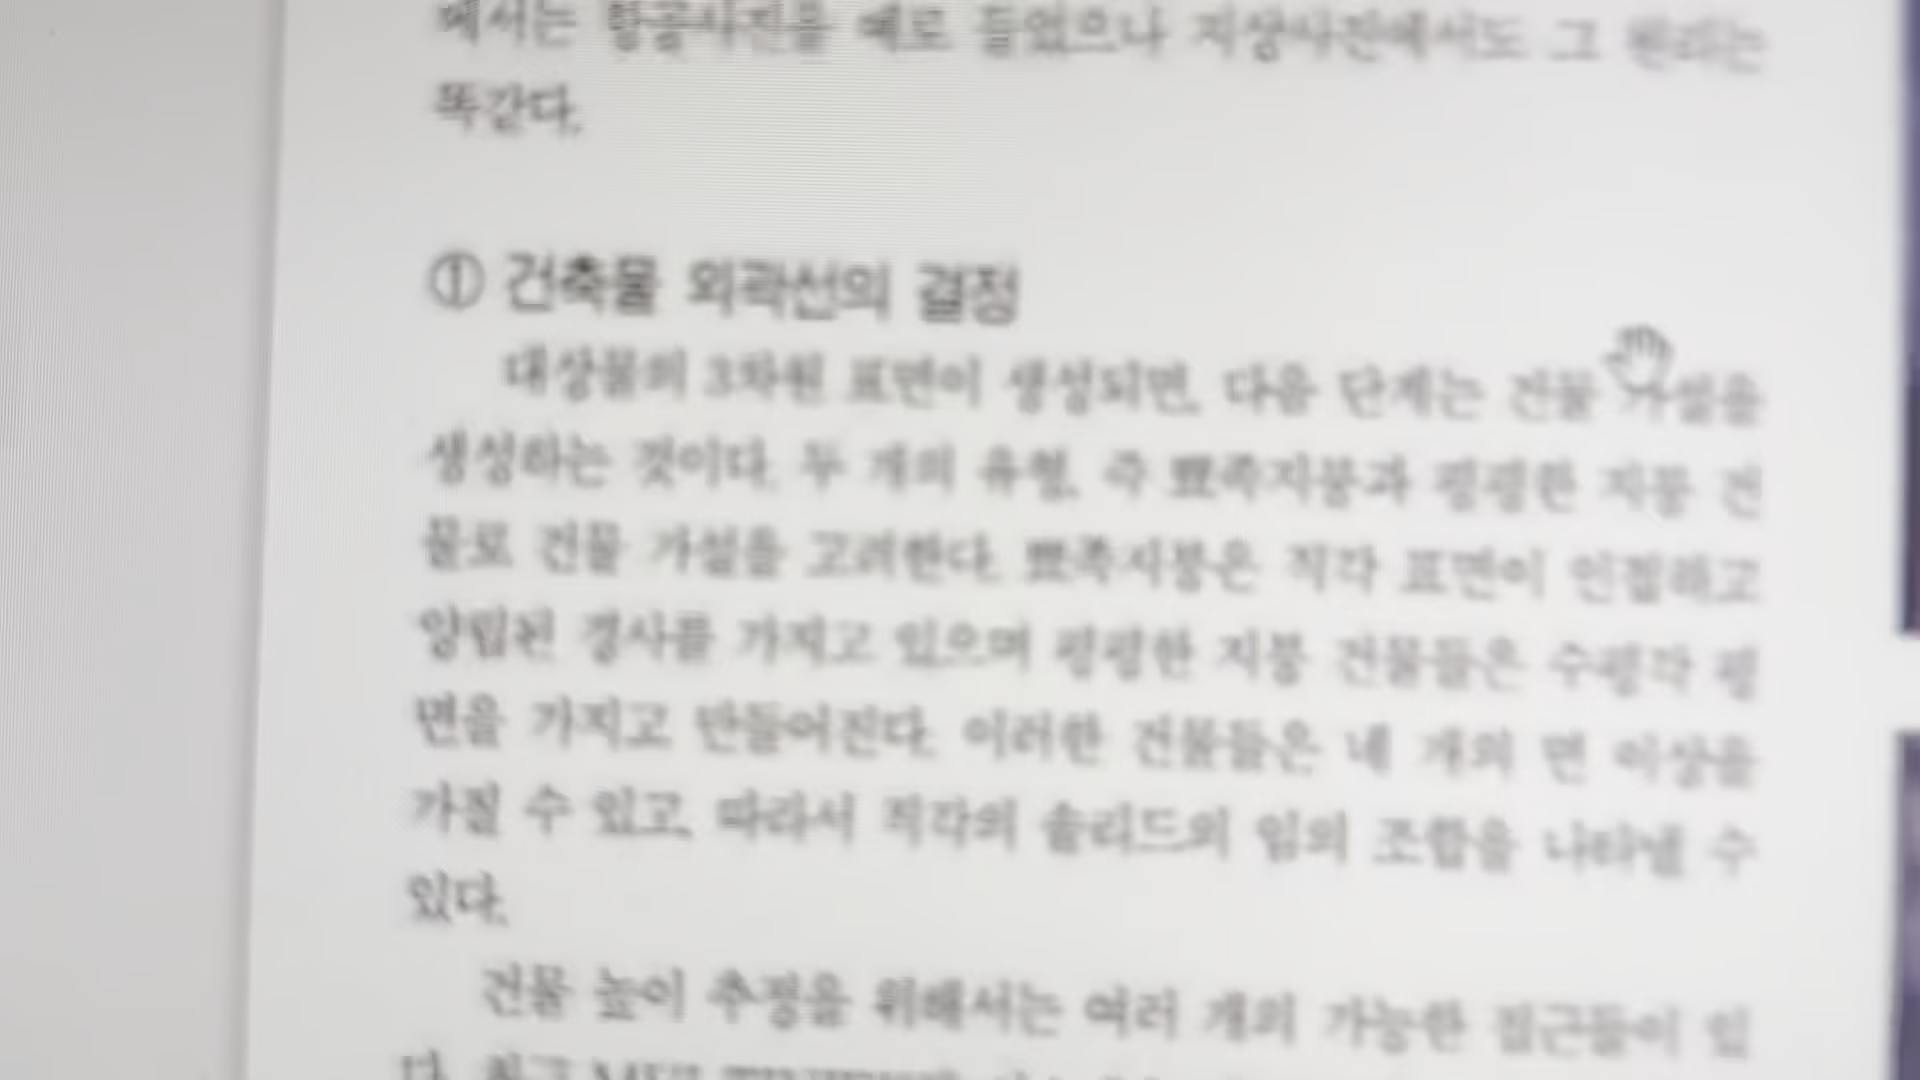 에서는 항공사진을 예로 들었으나 지상사진에서도 그 원리는
똑같다.
① 건축물 외곽선의 결정
대상물의 3차원 표면이 생성되면, 다음 단계는 건물 가설을
생성하는 것이다. 두 개의 유형, 즉 뾰족지붕과 평평한 지붕 건
물로 건물 가설을 고려한다. 뾰족지붕은 직각 표면이 인접하고
경사를 가지고 있으며 평평한 지붕 건물들은 수평각 평
면을 가지고 만들어진다. 이러한 건물들은 네 개의 면 이상을
가질 수 있고, 따라서 직각의 솔리드의 임의 조합을 나타낼 수
있다.
건물 높이 추정을 위해서는 여러 개의 가능한 접근들이 있
다. 최근